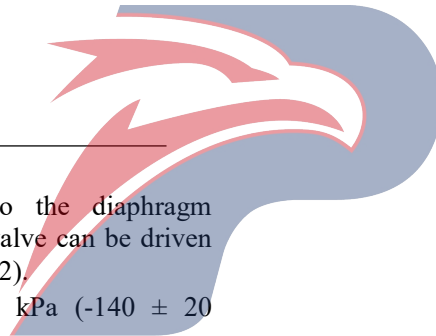 o the diaphragm
alve can be driven
2).
kPa (-140 ± 20